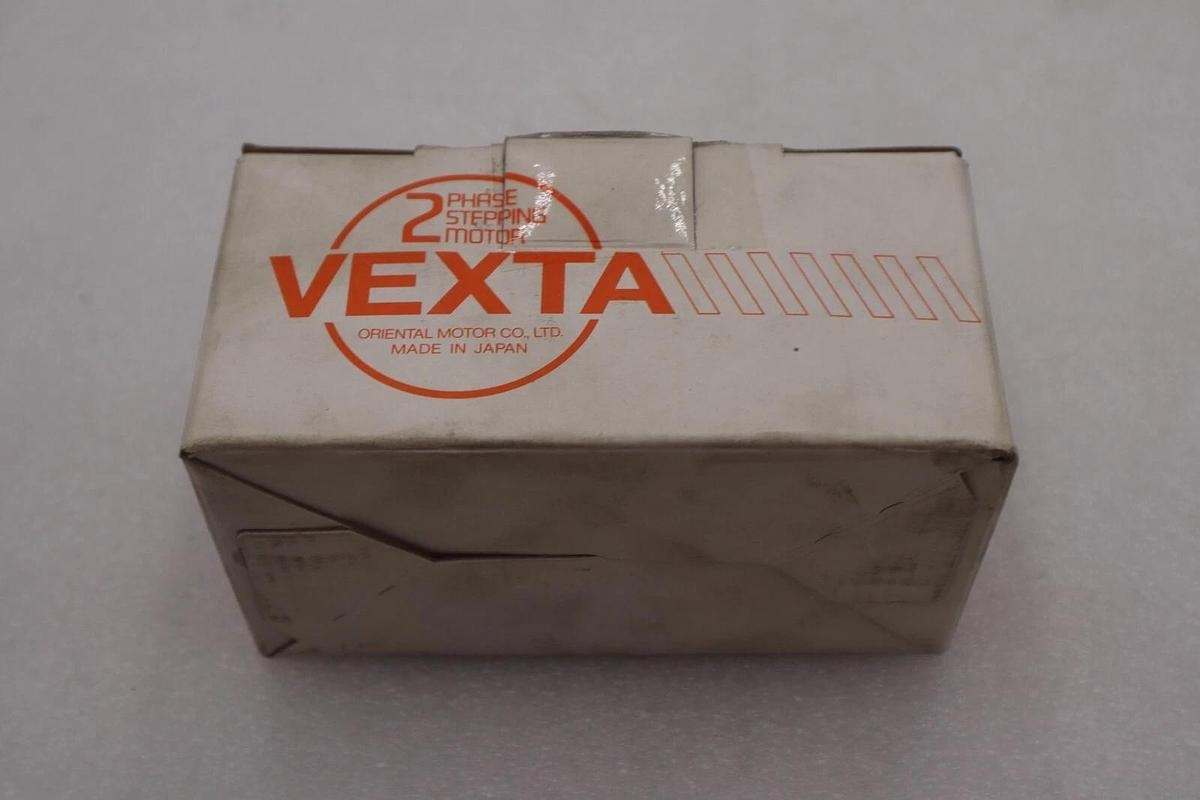 2 PHASE
STEPPING
MOTOR
VEXTA
ORIENTAL MOTOR CO., LTD.
MADE IN JAPAN